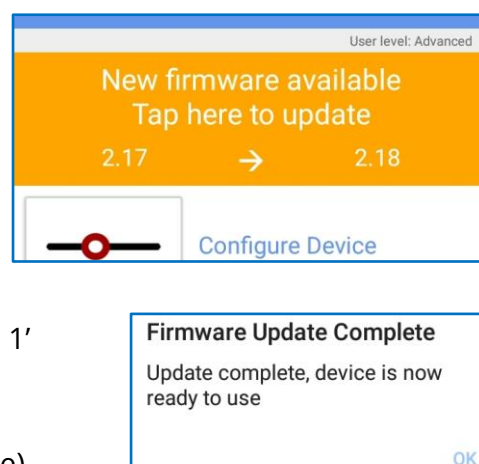 User level: Advanced
New firmware available
Tap here to update
2.17 → 2.18
Configure Device
1’
Firmware Update Complete
Update complete, device is now
ready to use
OK